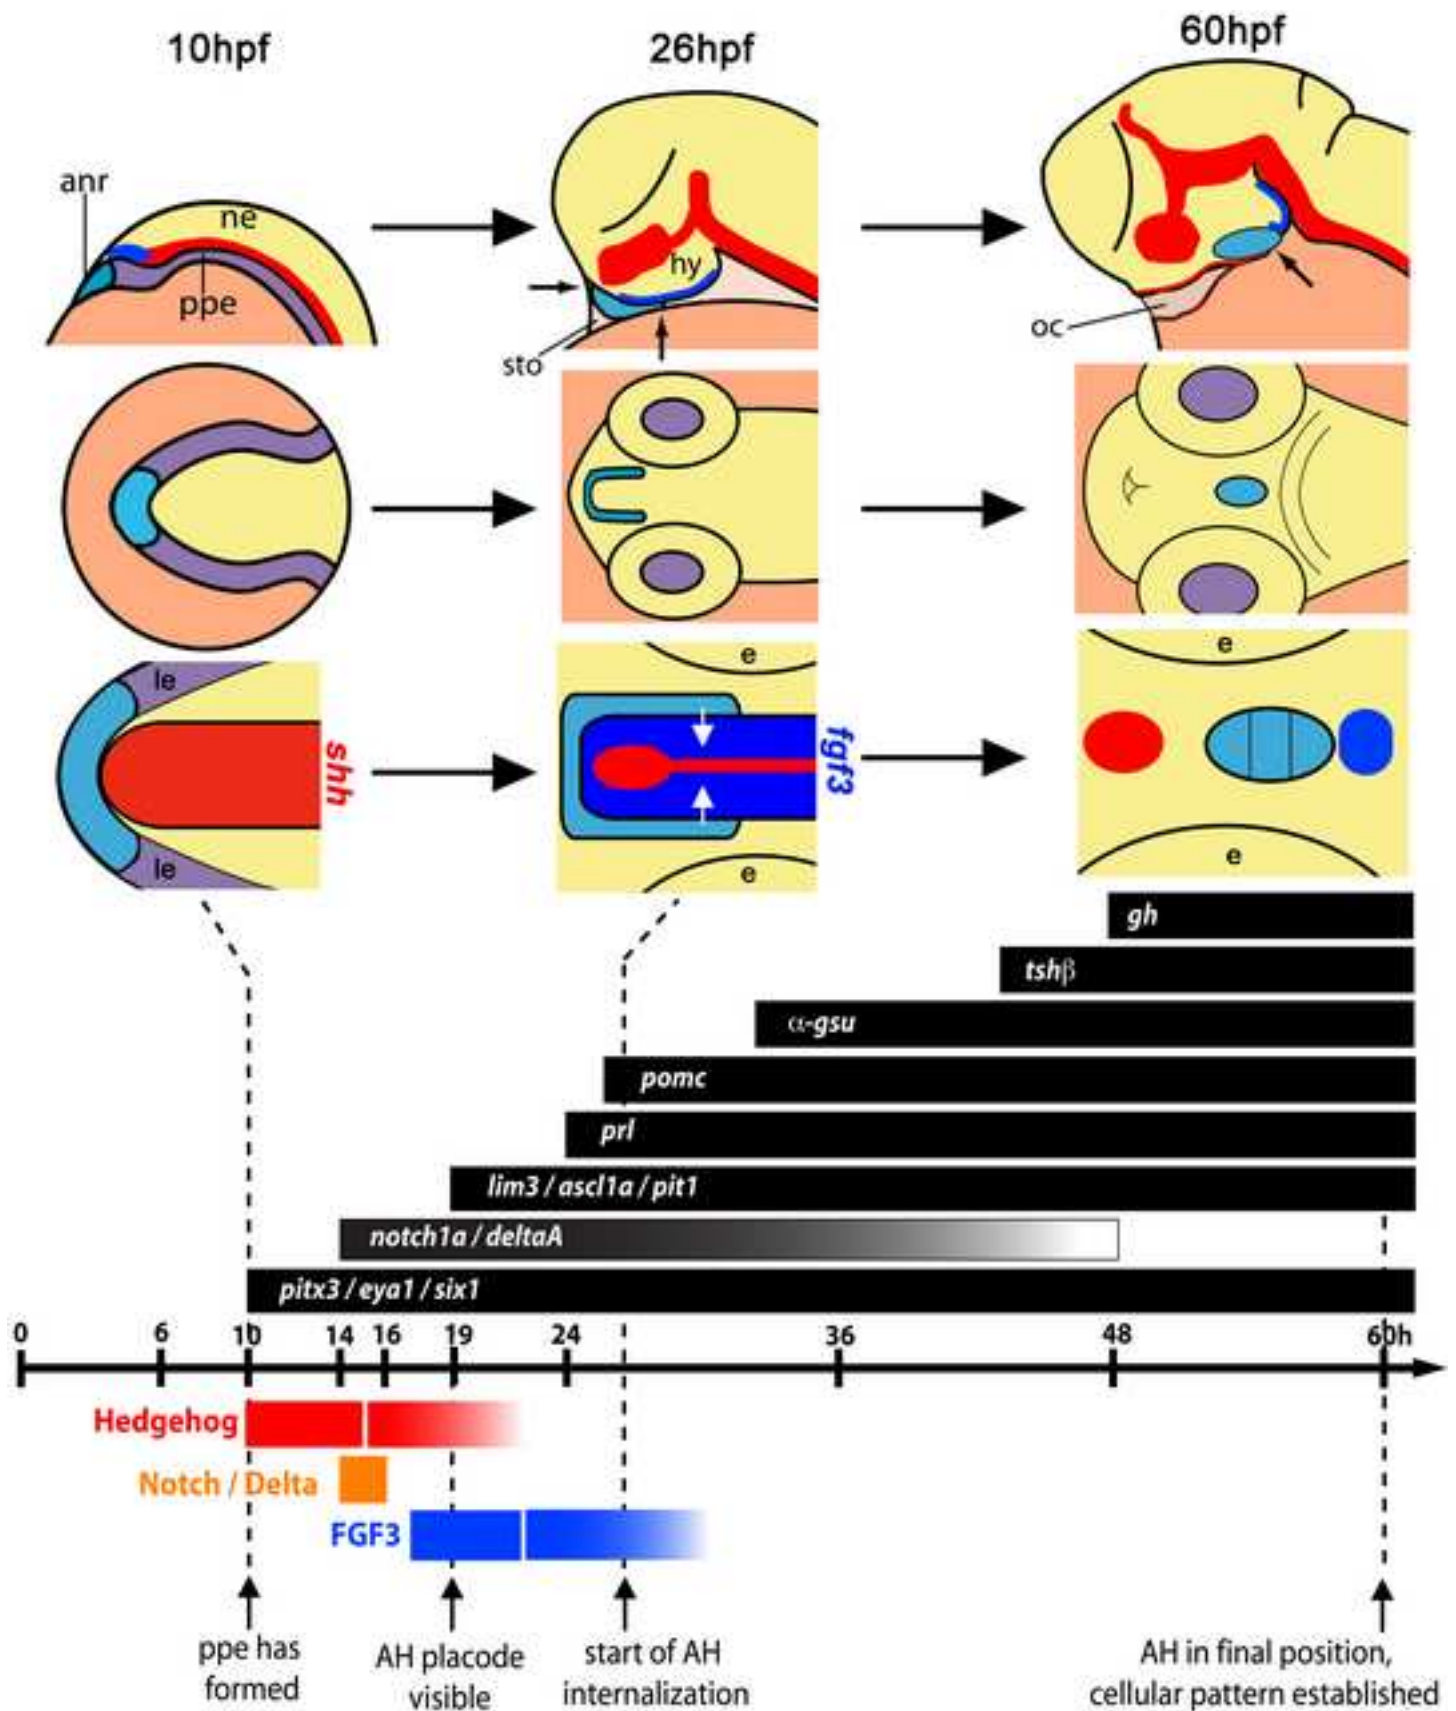 10hpf
26hpf
60hpf
anr
ne
ppe
hy
sto
oc
le
le
shh
e
e
fgf3
e
e
gh
tshβ
α-gsu
pomc
prl
lim3 / ascl1a / pit1
notch1a / deltaA
pitx3 / eya1 / six1
0 6 10 14 16 19 24 36 48 60h
Hedgehog
Notch / Delta
FGF3
ppe has
formed
AH placode
visible
start of AH
internalization
AH in final position,
cellular pattern established